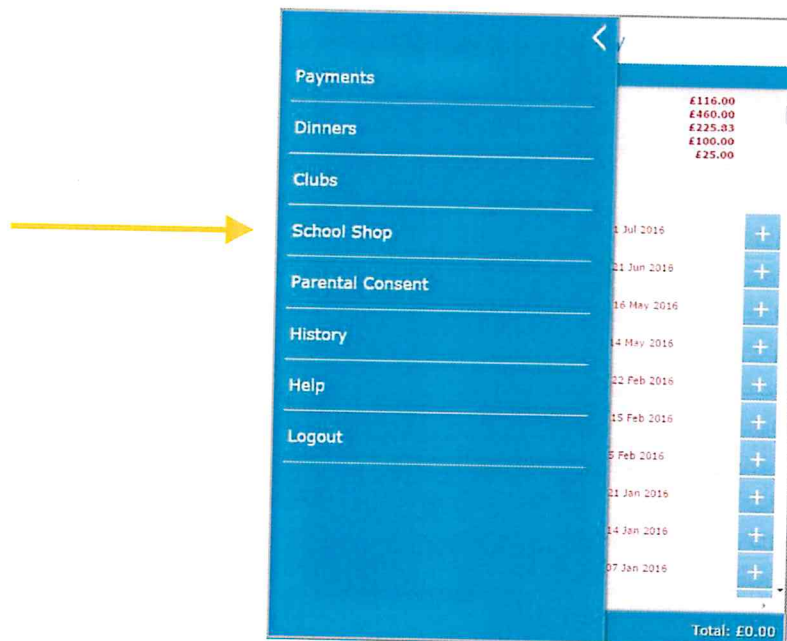 Payments
Dinners
Clubs
School Shop
Parental Consent
History
Help
Logout
£116.00
£460.00
£225.83
£100.00
£25.00
1 Jul 2016
21 Jun 2016
16 May 2016
14 May 2016
22 Feb 2016
15 Feb 2016
5 Feb 2016
21 Jan 2016
14 Jan 2016
07 Jan 2016
Total: £0.00